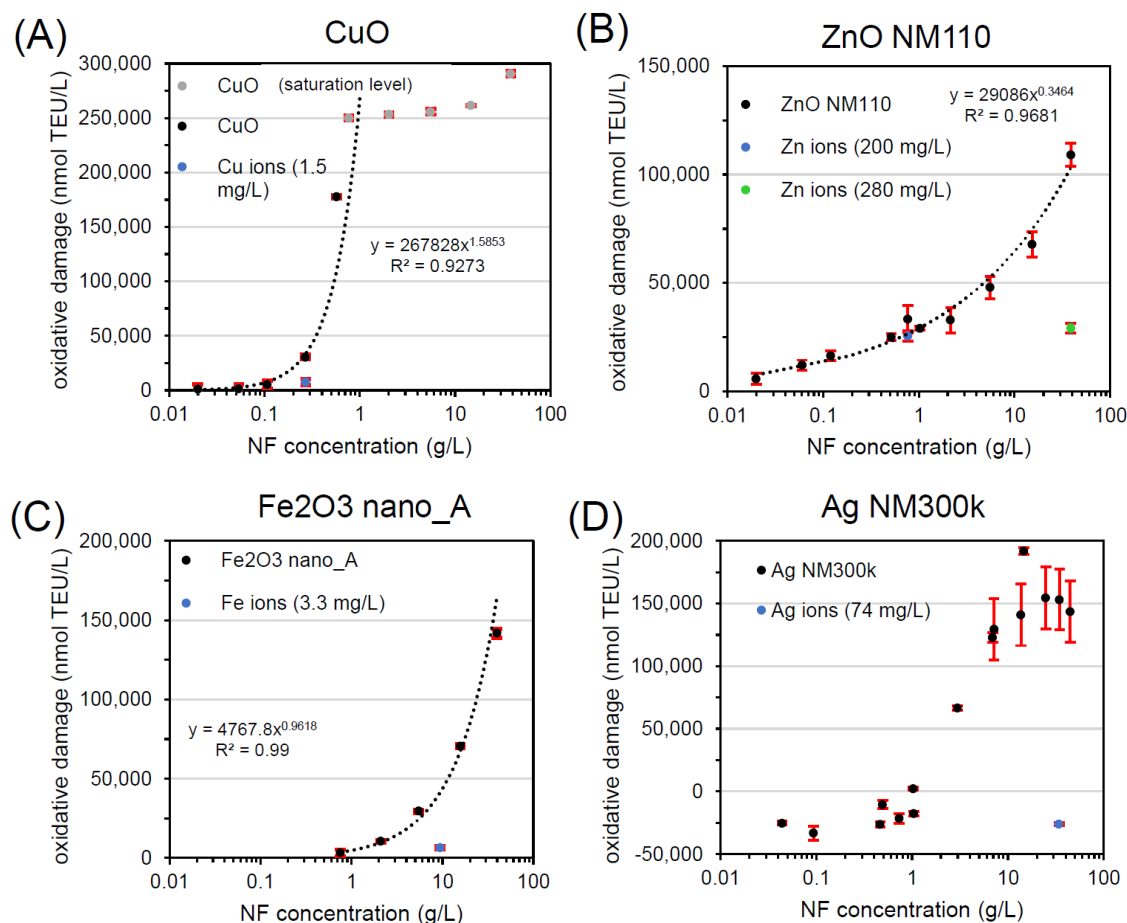 (A)
CuO
oxidative damage (nmol TEU/L)
300,000
250,000
200,000
150,000
100,000
50,000
0
CuO (saturation level)
CuO
Cu ions (1.5
mg/L)
y = 267828x^1.5853
R² = 0.9273
0.01 0.1 1 10 100
NF concentration (g/L)
(B)
ZnO NM110
oxidative damage (nmol TEU/L)
150,000
100,000
50,000
0
ZnO NM110
Zn ions (200 mg/L)
Zn ions (280 mg/L)
y = 29086x^0.3464
R² = 0.9681
0.01 0.1 1 10 100
NF concentration (g/L)
(C)
Fe2O3 nano_A
oxidative damage (nmol TEU/L)
200,000
150,000
100,000
50,000
0
Fe2O3 nano_A
Fe ions (3.3 mg/L)
y = 4767.8x^0.9618
R² = 0.99
0.01 0.1 1 10 100
NF concentration (g/L)
(D)
Ag NM300k
oxidative damage (nmol TEU/L)
200,000
150,000
100,000
50,000
0
-50,000
Ag NM300k
Ag ions (74 mg/L)
0.01 0.1 1 10 100
NF concentration (g/L)